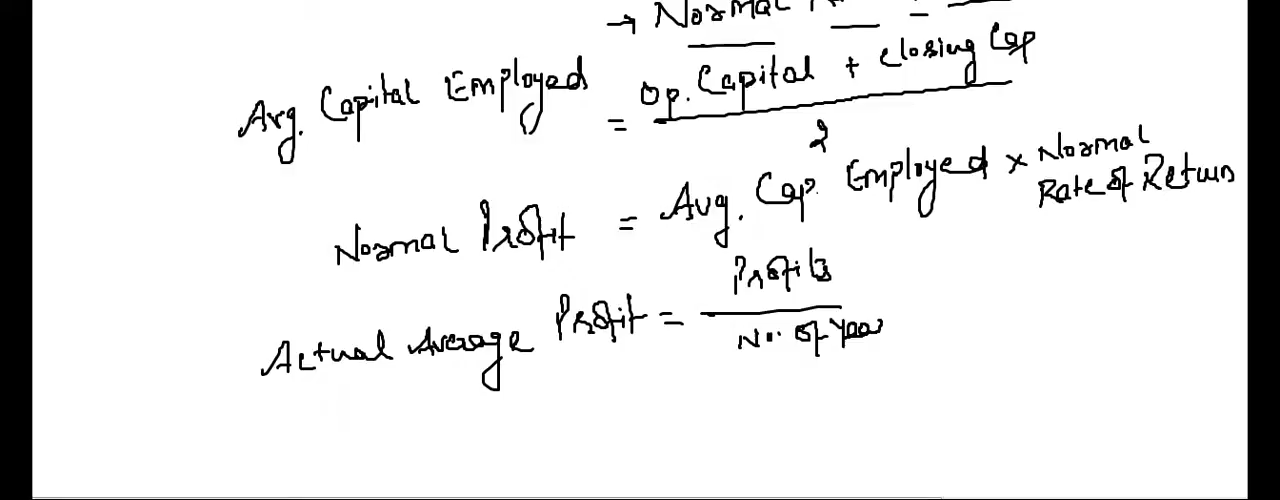 → Normal
Avg. Capital Employed = Op. Capital + Closing Cap
2
Normal Profit = Avg. Cap. Employed × Normal Rate of Return
Actual Average Profit = Profits
No. of Year